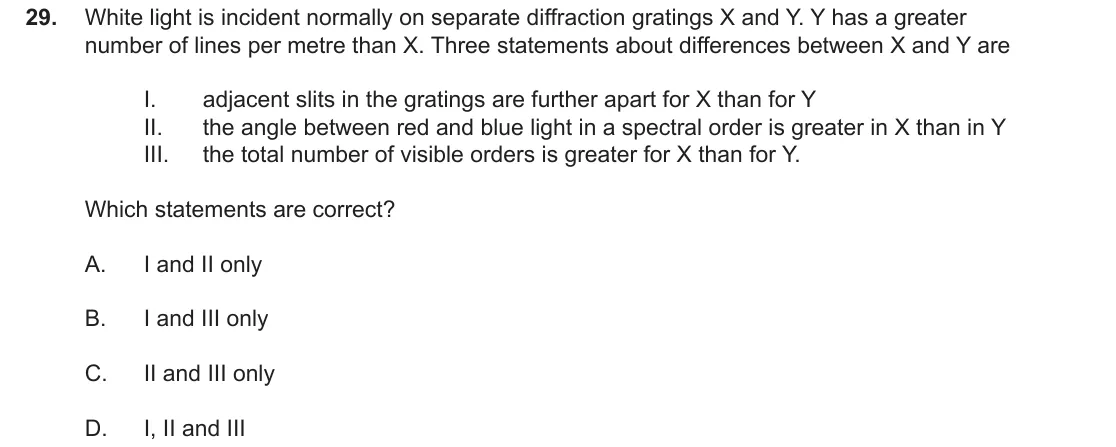 29. White light is incident normally on separate diffraction gratings X and Y. Y has a greater
number of lines per metre than X. Three statements about differences between X and Y are
I. adjacent slits in the gratings are further apart for X than for Y
II. the angle between red and blue light in a spectral order is greater in X than in Y
III. the total number of visible orders is greater for X than for Y.
Which statements are correct?
A. I and II only
B. I and III only
C. II and III only
D. I, II and III